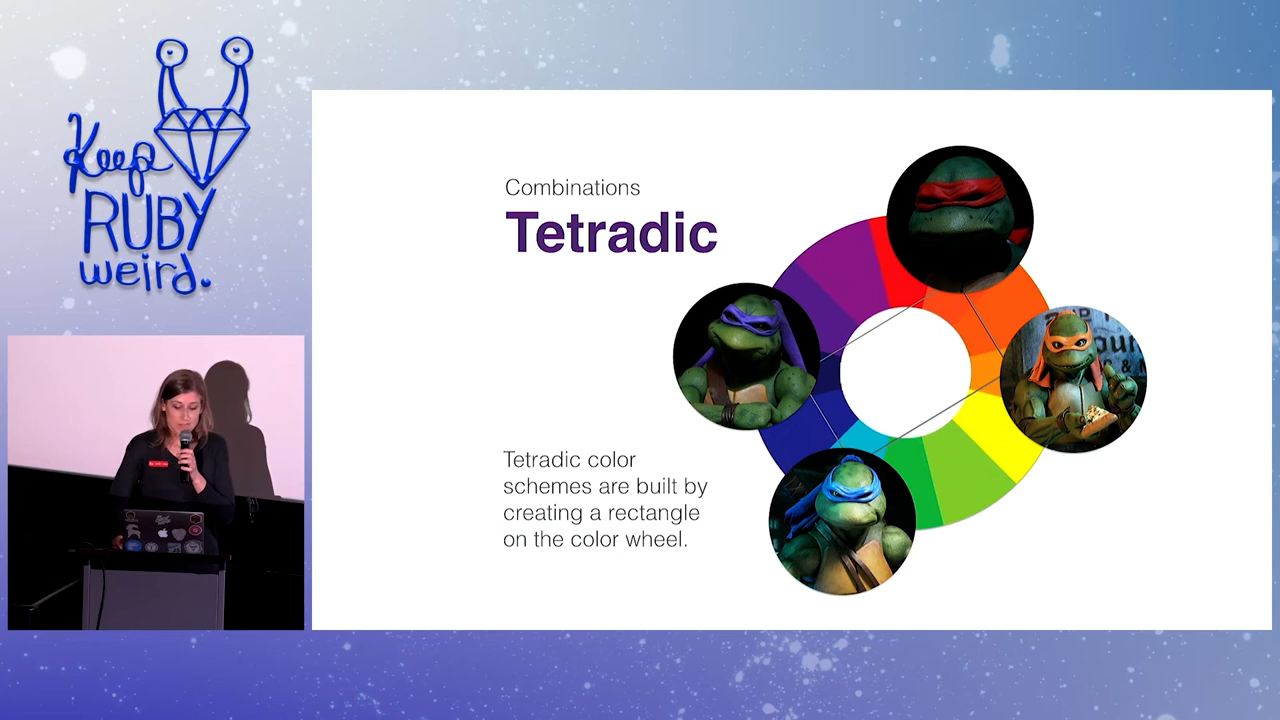 Keep
RUBY
weird.
Combinations
Tetradic
Tetradic color
schemes are built by
creating a rectangle
on the color wheel.